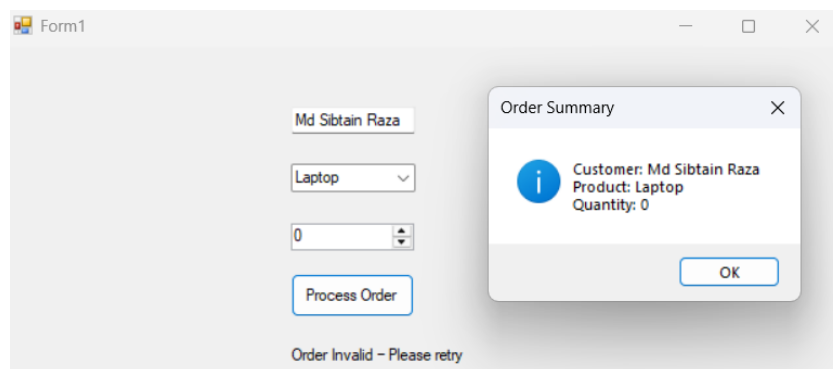 Form1
Md Sibtain Raza
Laptop
0
Process Order
Order Invalid – Please retry
Order Summary
Customer: Md Sibtain Raza
Product: Laptop
Quantity: 0
OK